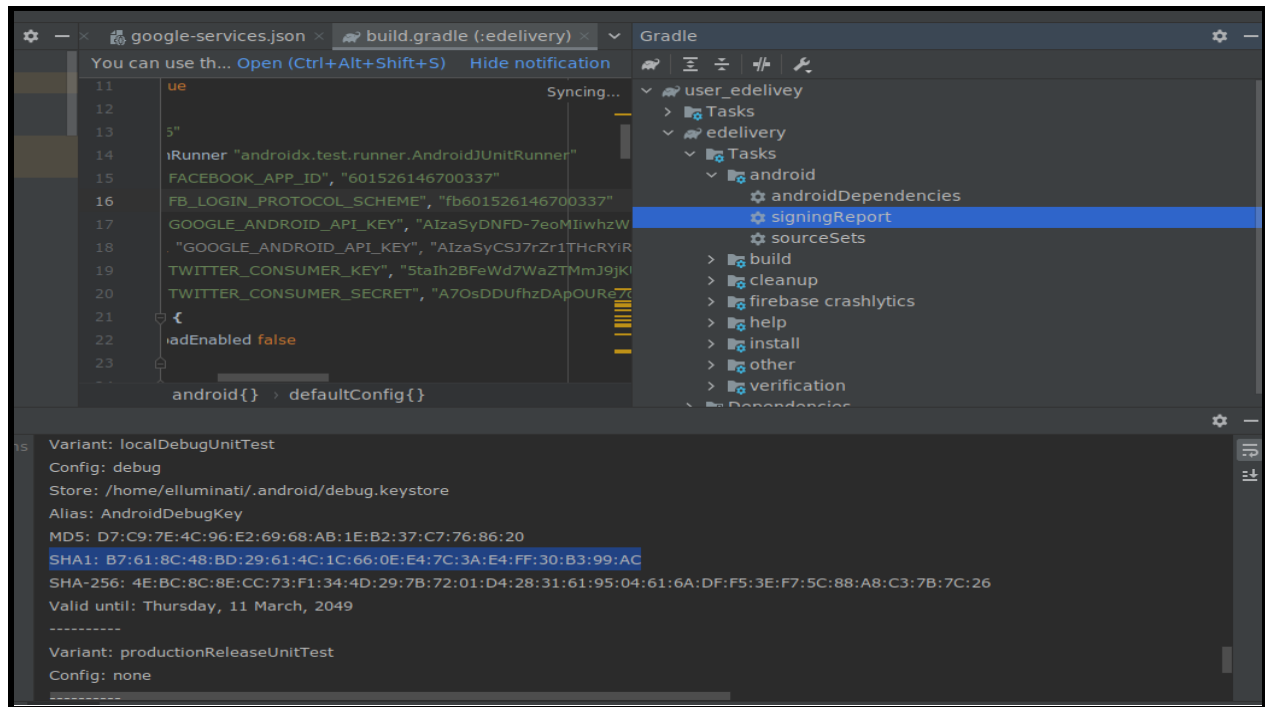 google-services.json
build.gradle (:edelivery)
Gradle
You can use th... Open (Ctrl+Alt+Shift+S) Hide notification
Syncing...
11 ue
12
13 5"
14 nRunner "androidx.test.runner.AndroidJUnitRunner"
15 FACEBOOK_APP_ID", "601526146700337"
16 FB_LOGIN_PROTOCOL_SCHEME", "fb601526146700337"
17 GOOGLE_ANDROID_API_KEY", "AIzaSyDNFD-7eoMIiwhzW
18 "GOOGLE_ANDROID_API_KEY", "AIzaSyCSJ7rZr1THcRYiR
19 TWITTER_CONSUMER_KEY", "5taIh2BFeWd7WaZTMmJ9jK
20 TWITTER_CONSUMER_SECRET", "A7OsDDUfhzDApOURe7
21 {
22 adEnabled false
23
android{} › defaultConfig{}
user_edelivey
Tasks
edelivery
Tasks
android
androidDependencies
signingReport
sourceSets
build
cleanup
firebase crashlytics
help
install
other
verification
Dependencies
ns
Variant: localDebugUnitTest
Config: debug
Store: /home/elluminati/.android/debug.keystore
Alias: AndroidDebugKey
MD5: D7:C9:7E:4C:96:E2:69:68:AB:1E:B2:37:C7:76:86:20
SHA1: B7:61:8C:48:BD:29:61:4C:1C:66:0E:E4:7C:3A:E4:FF:30:B3:99:AC
SHA-256: 4E:BC:8C:8E:CC:73:F1:34:4D:29:7B:72:01:D4:28:31:61:95:04:61:6A:DF:F5:3E:F7:5C:88:A8:C3:7B:7C:26
Valid until: Thursday, 11 March, 2049
----------
Variant: productionReleaseUnitTest
Config: none
----------